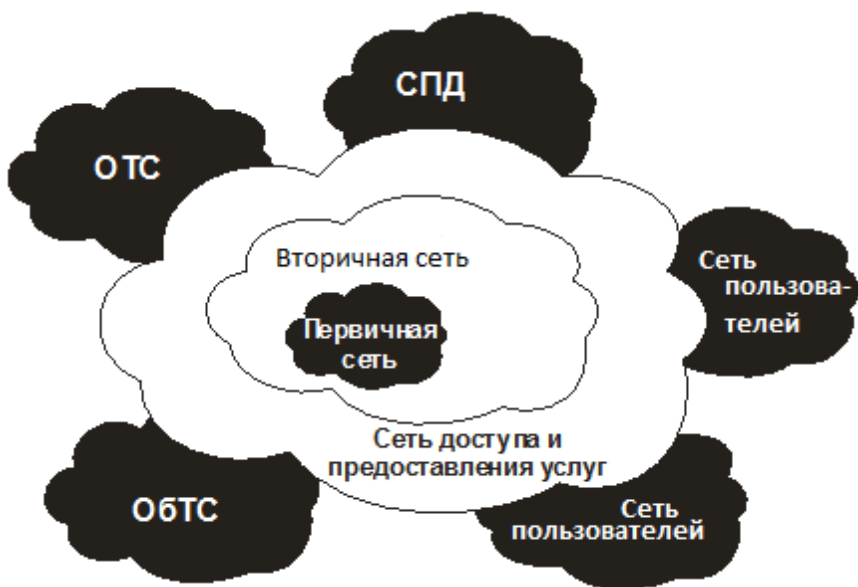 СПД
ОТС
Вторичная сеть
Сеть
пользова-
телей
Первичная
сеть
Сеть доступа и
предоставления услуг
ОбТС
Сеть
пользователей